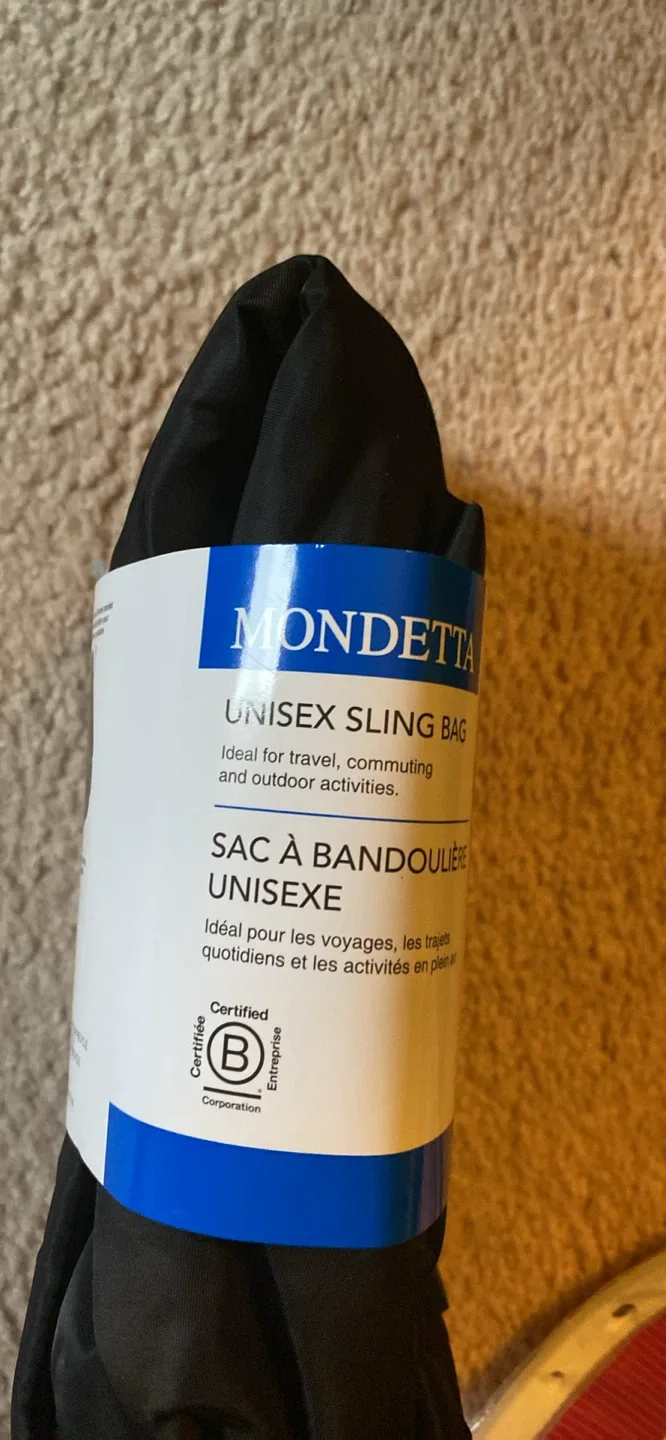 MONDETTA
UNISEX SLING BAG
Ideal for travel, commuting
and outdoor activities.
SAC À BANDOULIÈRE
UNISEXE
Idéal pour les voyages, les trajets
quotidiens et les activités en plein
Certified
Certifiée
B
Entreprise
Corporation